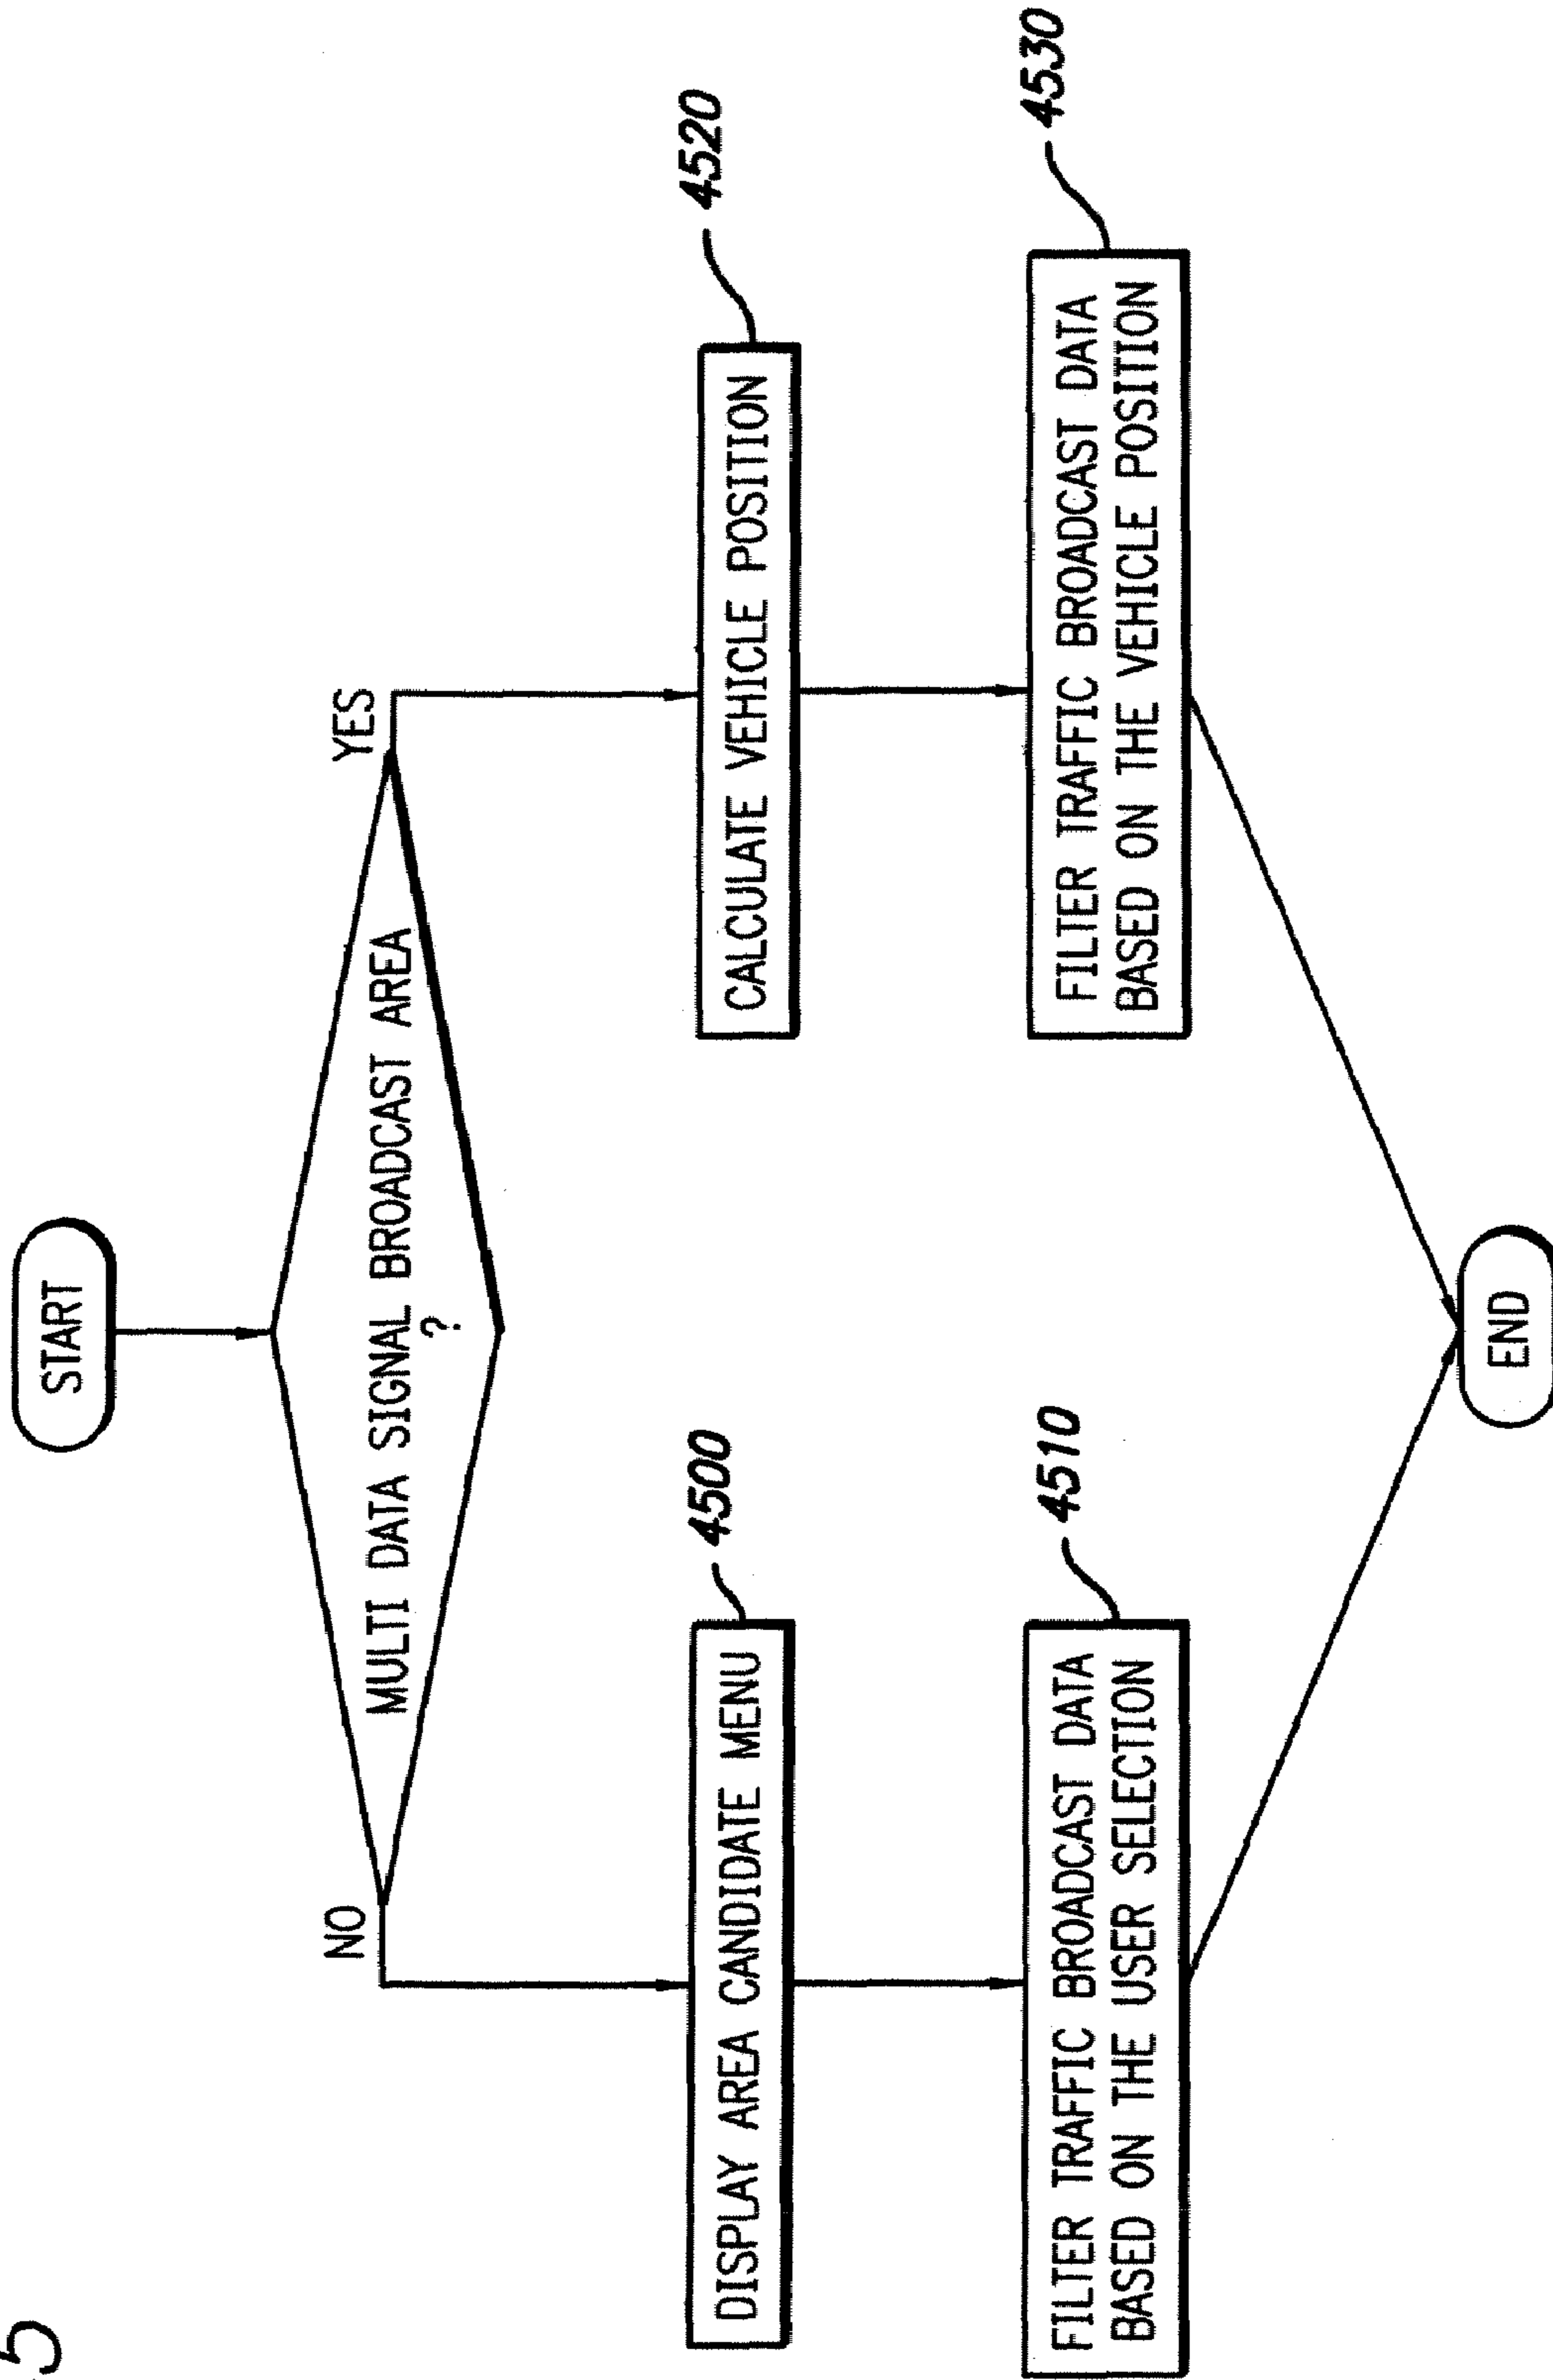 5
START
MULTI DATA SIGNAL BROADCAST AREA
?
NO
YES
4500
DISPLAY AREA CANDIDATE MENU
4520
CALCULATE VEHICLE POSITION
4510
FILTER TRAFFIC BROADCAST DATA
BASED ON THE USER SELECTION
4530
FILTER TRAFFIC BROADCAST DATA
BASED ON THE VEHICLE POSITION
END